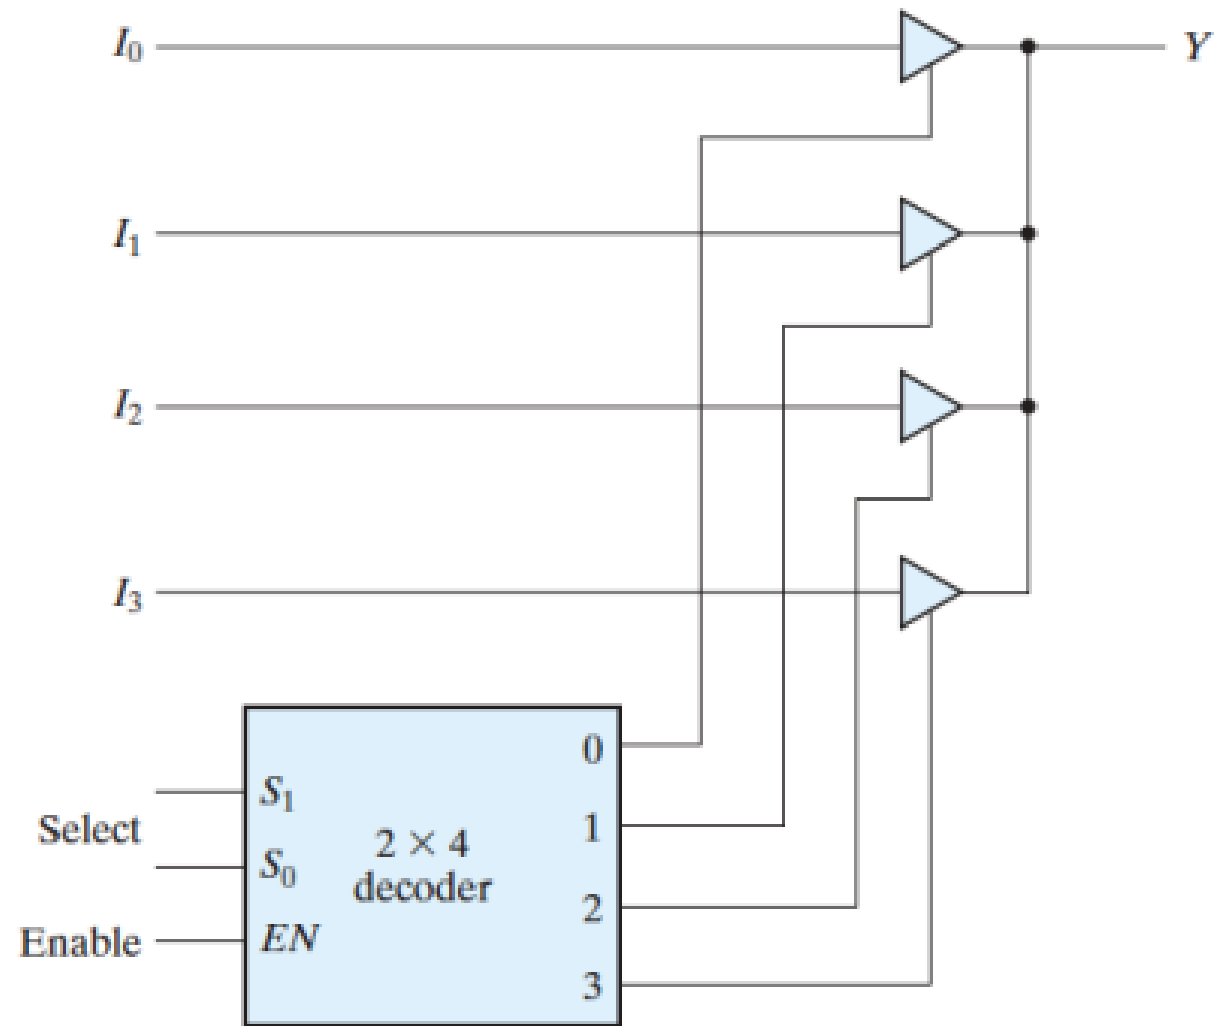 I₀
Y
I₁
I₂
I₃
0
S₁
Select
1
2 × 4
decoder
S₀
2
Enable
EN
3